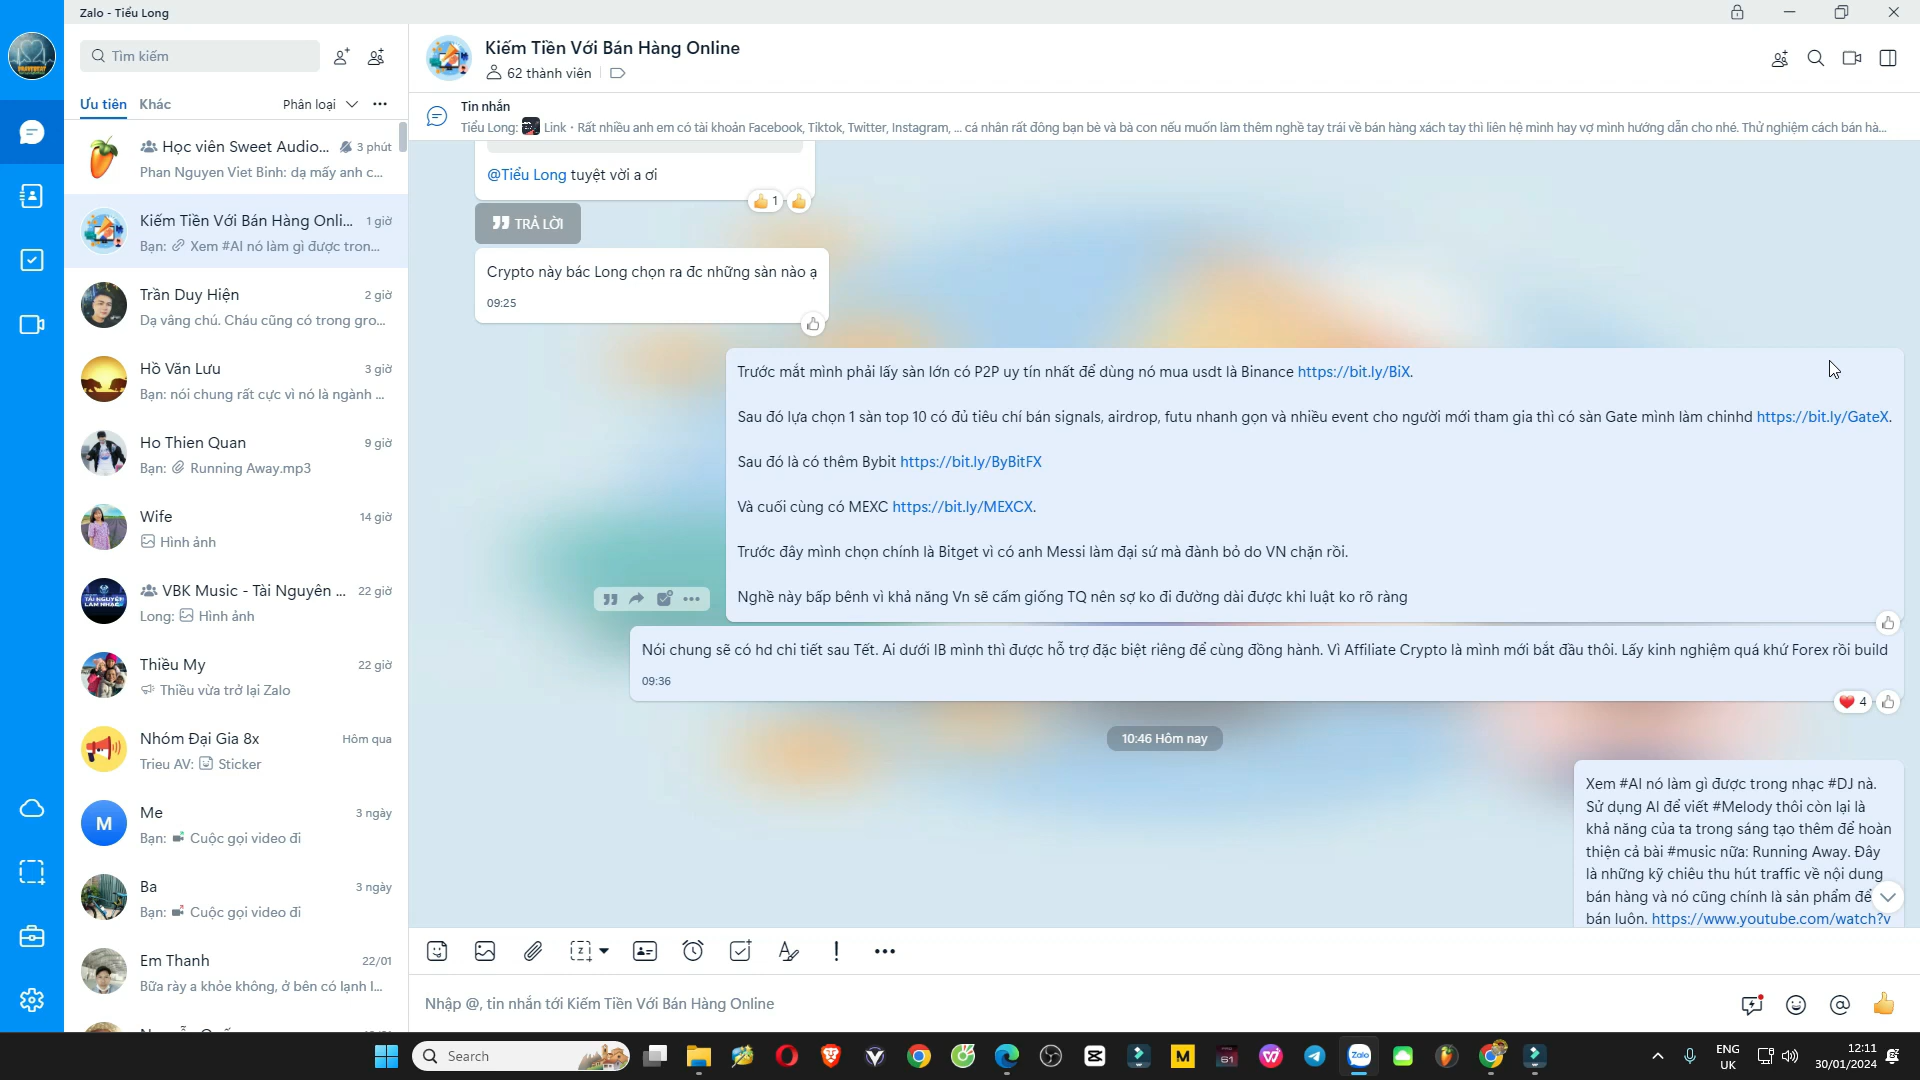 Zalo - Tiểu Long
Tìm kiếm
Ưu tiên
Khác
Phân loại
Học viên Sweet Audio...
3 phút
Phan Nguyen Viet Binh: dạ mấy anh c...
Kiếm Tiền Với Bán Hàng Onli...
1 giờ
Bạn: Xem #AI nó làm gì được tron...
Trần Duy Hiện
2 giờ
Dạ vâng chú. Cháu cũng có trong gro...
Hồ Văn Lưu
3 giờ
Bạn: nói chung rất cực vì nó là ngành ...
Ho Thien Quan
9 giờ
Bạn: Running Away.mp3
Wife
14 giờ
Hình ảnh
VBK Music - Tài Nguyên ...
22 giờ
Long: Hình ảnh
Thiều My
22 giờ
Thiều vừa trở lại Zalo
Nhóm Đại Gia 8x
Hôm qua
Trieu AV: Sticker
M
Me
3 ngày
Bạn: Cuộc gọi video đi
Ba
3 ngày
Bạn: Cuộc gọi video đi
Em Thanh
22/01
Bữa rày a khỏe không, ở bên có lạnh l...
Kiếm Tiền Với Bán Hàng Online
62 thành viên
Tin nhắn
Tiểu Long: Link · Rất nhiều anh em có tài khoản Facebook, Tiktok, Twitter, Instagram, ... cá nhân rất đông bạn bè và bà con nếu muốn làm thêm nghề tay trái về bán hàng xách tay thì liên hệ mình hay vợ mình hướng dẫn cho nhé. Thử nghiệm cách bán hà...
@Tiểu Long tuyệt vời a ơi
1
TRẢ LỜI
Crypto này bác Long chọn ra đc những sàn nào ạ
09:25
Trước mắt mình phải lấy sàn lớn có P2P uy tín nhất để dùng nó mua usdt là Binance https://bit.ly/BiX.
Sau đó lựa chọn 1 sàn top 10 có đủ tiêu chí bán signals, airdrop, futu nhanh gọn và nhiều event cho người mới tham gia thì có sàn Gate mình làm chinhd https://bit.ly/GateX.
Sau đó là có thêm Bybit https://bit.ly/ByBitFX
Và cuối cùng có MEXC https://bit.ly/MEXCX.
Trước đây mình chọn chính là Bitget vì có anh Messi làm đại sứ mà đành bỏ do VN chặn rồi.
Nghề này bấp bênh vì khả năng Vn sẽ cấm giống TQ nên sợ ko đi đường dài được khi luật ko rõ ràng
Nói chung sẽ có hd chi tiết sau Tết. Ai dưới IB mình thì được hỗ trợ đặc biệt riêng để cùng đồng hành. Vì Affiliate Crypto là mình mới bắt đầu thôi. Lấy kinh nghiệm quá khứ Forex rồi build
09:36
4
10:46 Hôm nay
Xem #AI nó làm gì được trong nhạc #DJ nà.
Sử dụng AI để viết #Melody thôi còn lại là
khả năng của ta trong sáng tạo thêm để hoàn
thiện cả bài #music nữa: Running Away. Đây
là những kỹ chiêu thu hút traffic về nội dung
bán hàng và nó cũng chính là sản phẩm để
bán luôn. https://www.youtube.com/watch?v
Nhập @, tin nhắn tới Kiếm Tiền Với Bán Hàng Online
Search
M
61
Zalo
ENG
UK
12:11
30/01/2024